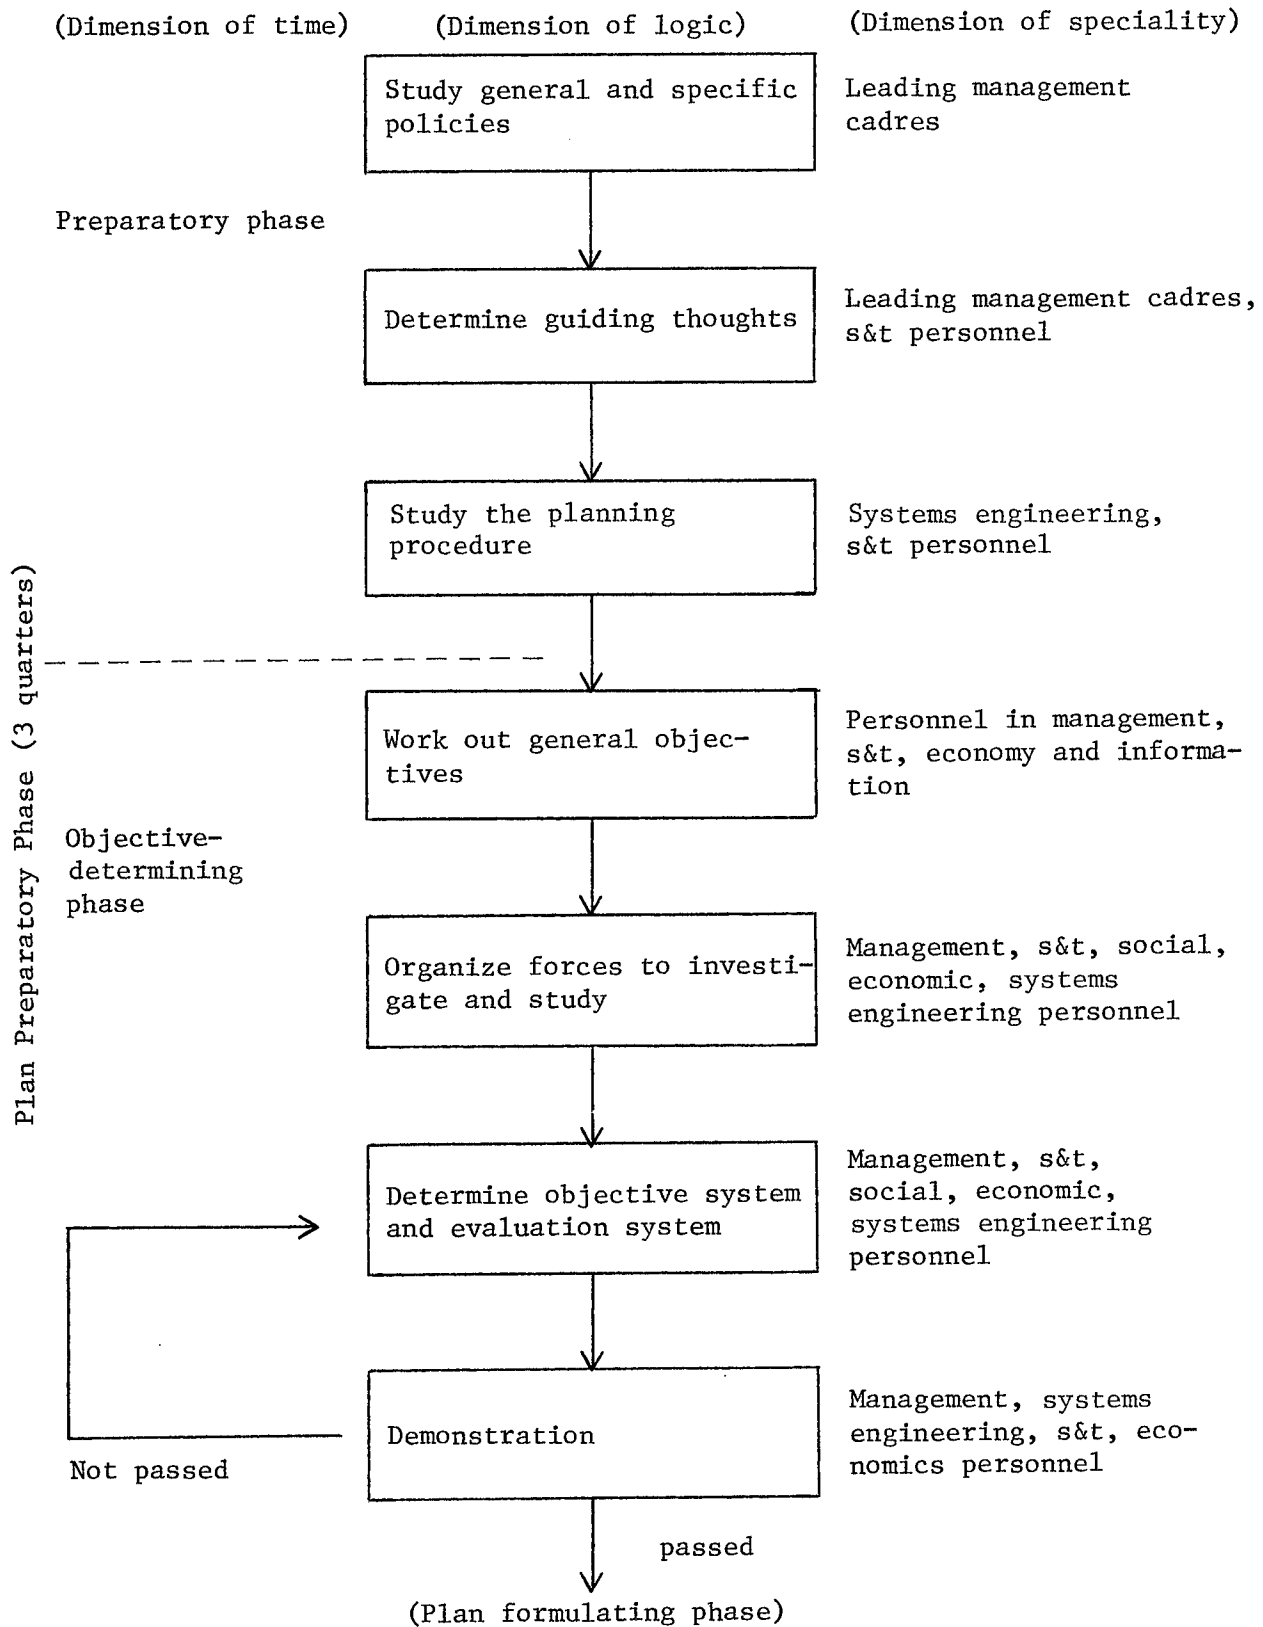 (Dimension of time)
(Dimension of logic)
(Dimension of speciality)
Study general and specific
policies
Leading management
cadres
Preparatory phase
Determine guiding thoughts
Leading management cadres,
s&t personnel
Study the planning
procedure
Systems engineering,
s&t personnel
Plan Preparatory Phase (3 quarters)
Work out general objec-
tives
Personnel in management,
s&t, economy and informa-
tion
Objective-
determining
phase
Organize forces to investi-
gate and study
Management, s&t, social,
economic, systems
engineering personnel
Determine objective system
and evaluation system
Management, s&t,
social, economic,
systems engineering
personnel
Demonstration
Management, systems
engineering, s&t, eco-
nomics personnel
Not passed
passed
(Plan formulating phase)